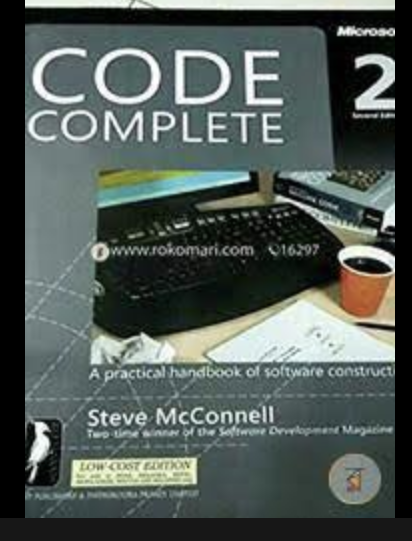 Microso
CODE
2
COMPLETE
Second Edit
www.rokomari.com 16297
A practical handbook of software constructi
Steve McConnell
Two-time winner of the Software Development Magazine
LOW-COST EDITION